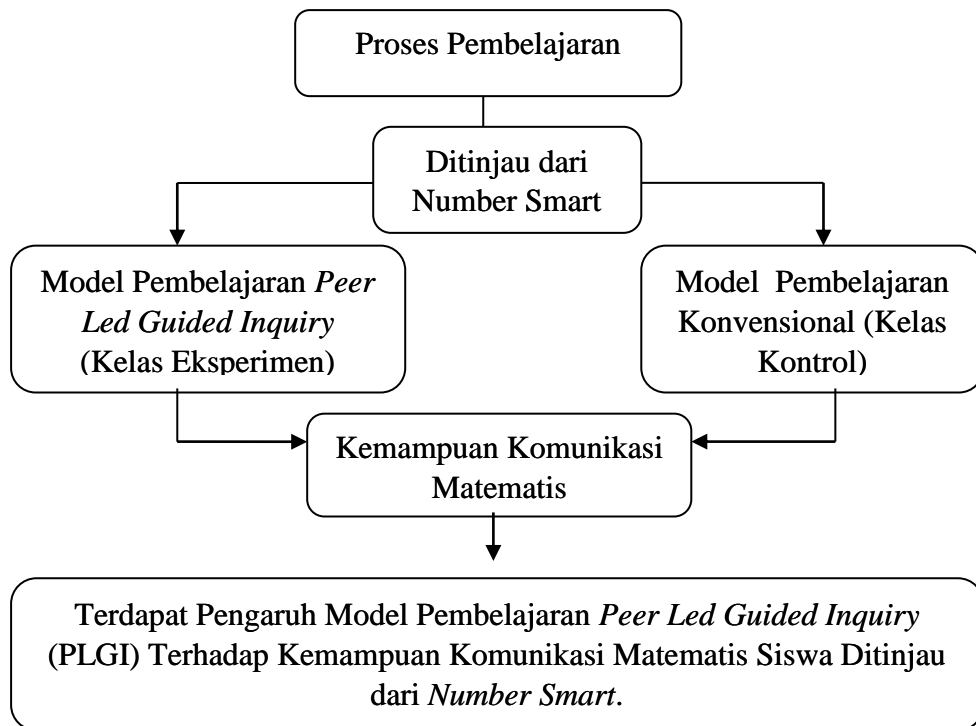 Proses Pembelajaran
Ditinjau dari
Number Smart
Model Pembelajaran Peer
Led Guided Inquiry
(Kelas Eksperimen)
Model Pembelajaran
Konvensional (Kelas
Kontrol)
Kemampuan Komunikasi
Matematis
Terdapat Pengaruh Model Pembelajaran Peer Led Guided Inquiry
(PLGI) Terhadap Kemampuan Komunikasi Matematis Siswa Ditinjau
dari Number Smart.